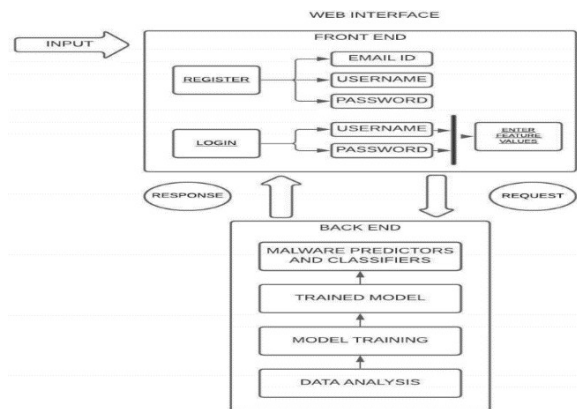 WEB INTERFACE
INPUT
FRONT END
REGISTER
EMAIL ID
USERNAME
PASSWORD
LOGIN
USERNAME
PASSWORD
ENTER
FEATURE
VALUES
RESPONSE
REQUEST
BACK END
MALWARE PREDICTORS
AND CLASSIFIERS
TRAINED MODEL
MODEL TRAINING
DATA ANALYSIS